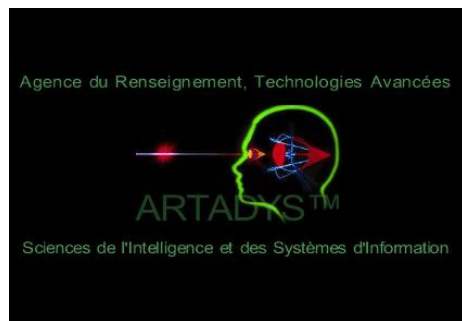 Agence du Renseignement, Technologies Avancées
ARTADYS™
Sciences de l'Intelligence et des Systèmes d'Information